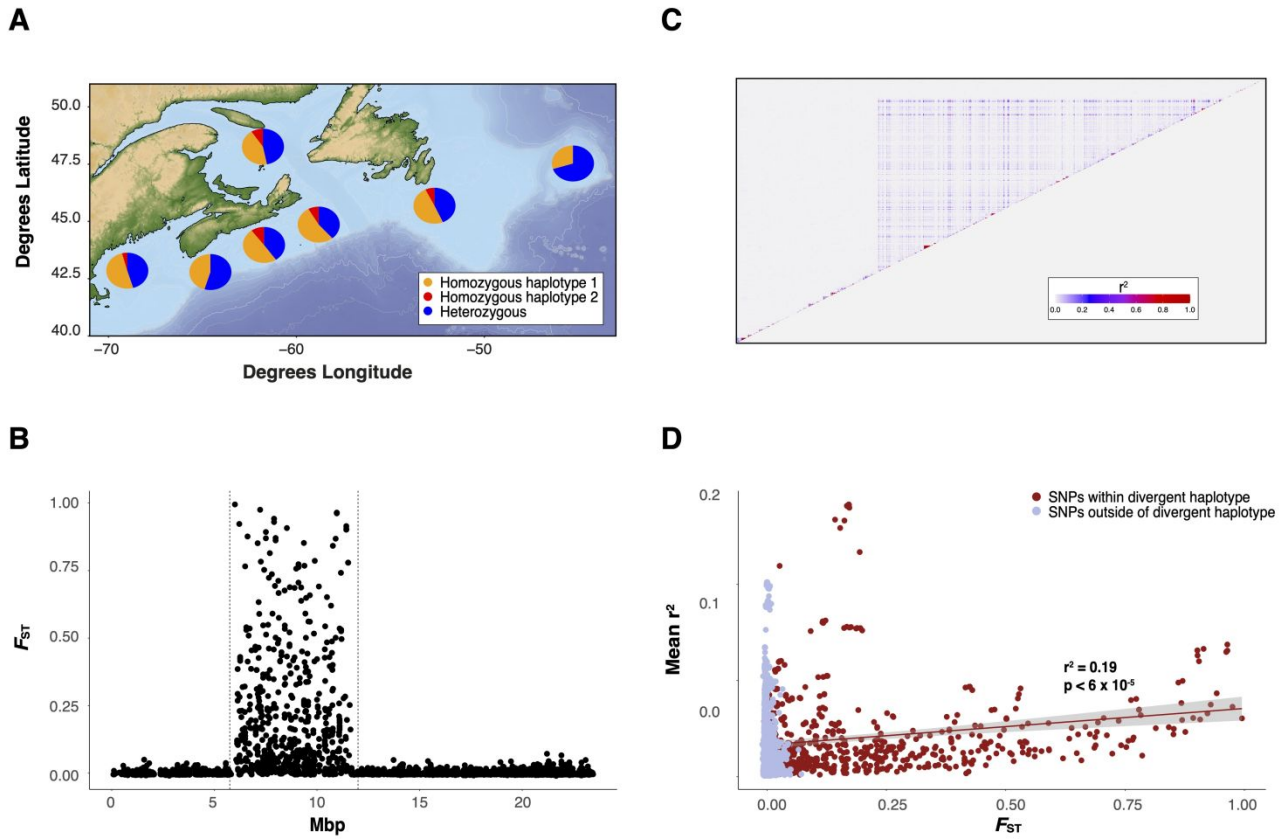 A
Degrees Latitude
50.0
47.5
45.0
42.5
40.0
−70
−60
−50
Degrees Longitude
Homozygous haplotype 1
Homozygous haplotype 2
Heterozygous
C
r²
0.0 0.2 0.4 0.6 0.8 1.0
B
FST
1.00
0.75
0.50
0.25
0.00
0 5 10 15 20
Mbp
D
Mean r²
0.2
0.1
0.0
SNPs within divergent haplotype
SNPs outside of divergent haplotype
r² = 0.19
p < 6 x 10⁻⁵
0.00 0.25 0.50 0.75 1.00
FST